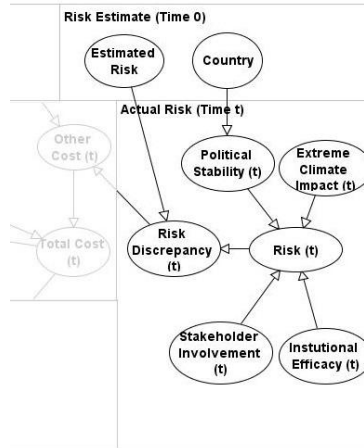 Risk Estimate (Time 0)
Estimated
Risk
Country
Actual Risk (Time t)
Other
Cost (t)
Political
Stability (t)
Extreme
Climate
Impact (t)
Total Cost
(t)
Risk
Discrepancy
(t)
Risk (t)
Stakeholder
Involvement
(t)
Instutional
Efficacy (t)